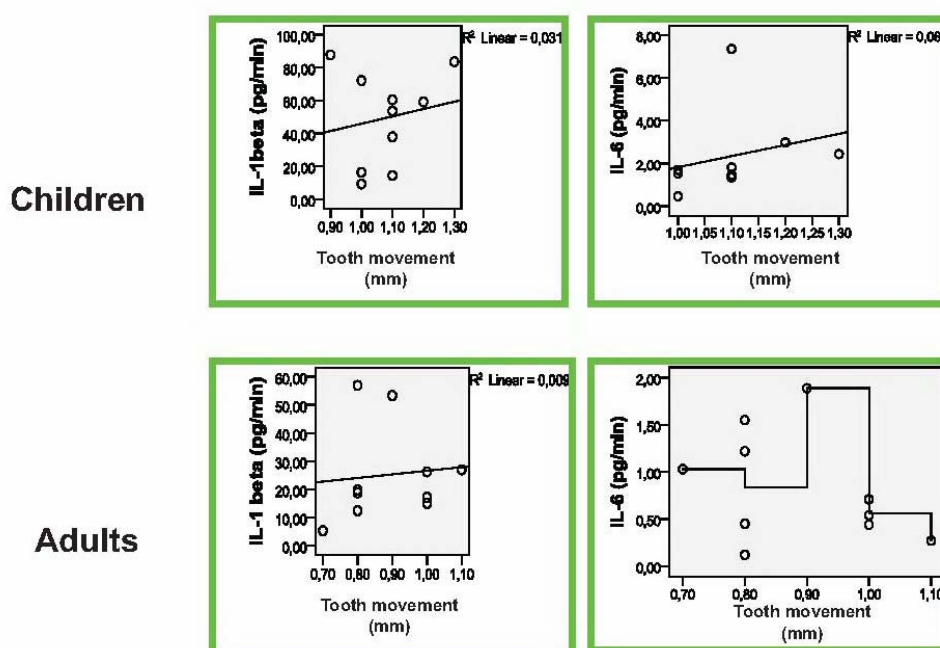 Children
R² Linear = 0,031
IL-1beta (pg/min)
100,00
80,00
60,00
40,00
20,00
0,00
0,90 1,00 1,10 1,20 1,30
Tooth movement
(mm)
R² Linear = 0,06
IL-6 (pg/min)
8,00
6,00
4,00
2,00
0,00
1,00 1,05 1,10 1,15 1,20 1,25 1,30
Tooth movement
(mm)
Adults
R² Linear = 0,009
IL-1 beta (pg/min)
60,00
50,00
40,00
30,00
20,00
10,00
0,00
0,70 0,80 0,90 1,00 1,10
Tooth movement
(mm)
IL-6 (pg/min)
2,00
1,50
1,00
0,50
0,00
0,70 0,80 0,90 1,00 1,10
Tooth movement
(mm)